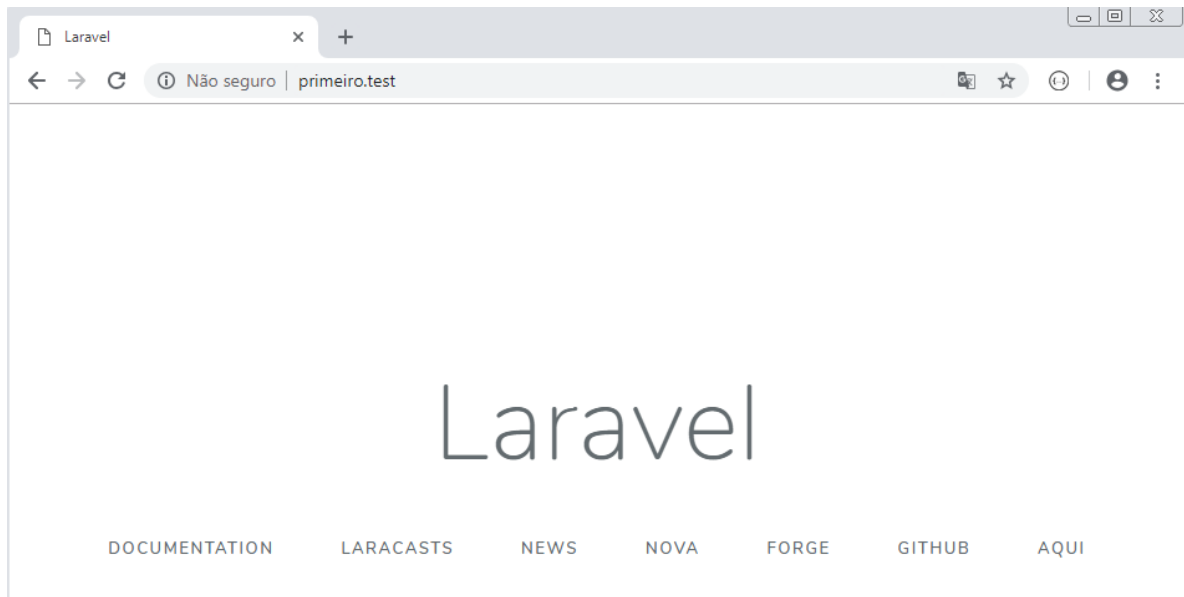 Laravel
Não seguro | primeiro.test
Laravel
DOCUMENTATION LARACASTS NEWS NOVA FORGE GITHUB AQUI